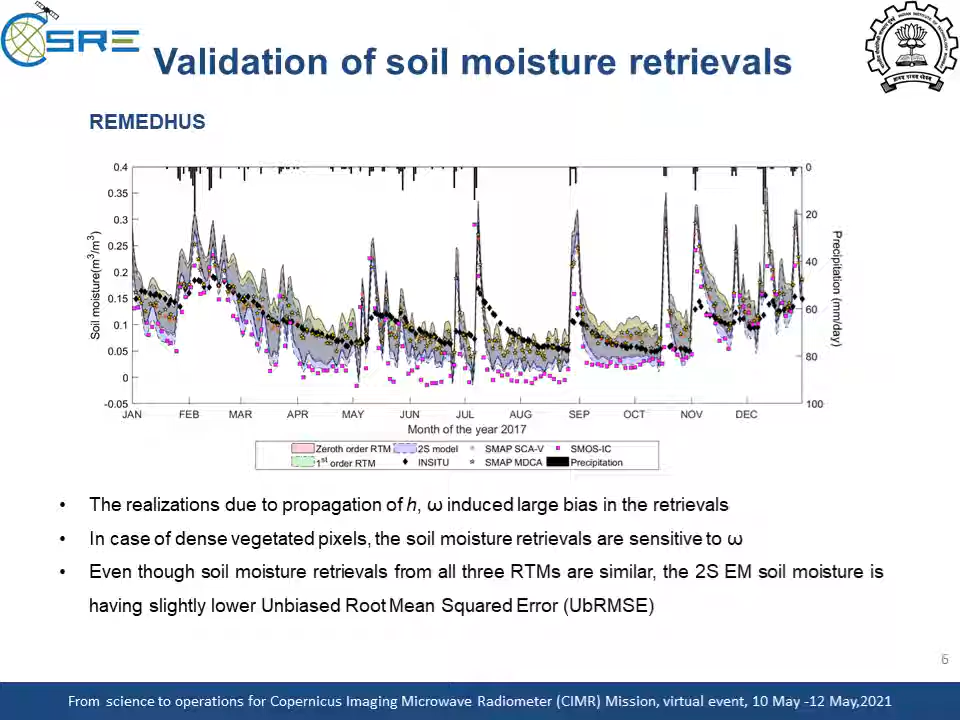 CSRE
Validation of soil moisture retrievals
REMEDHUS
0.4
0.35
0.3
0.25
0.2
0.15
0.1
0.05
0
-0.05
Soil moisture(m³/m³)
0
20
40
60
80
100
Precipitation (mm/day)
JAN FEB MAR APR MAY JUN JUL AUG SEP OCT NOV DEC
Month of the year 2017
Zeroth order RTM 2S model SMAP SCA-V SMOS-IC
1st order RTM INSITU SMAP MDCA Precipitation
• The realizations due to propagation of h, ω induced large bias in the retrievals
• In case of dense vegetated pixels, the soil moisture retrievals are sensitive to ω
• Even though soil moisture retrievals from all three RTMs are similar, the 2S EM soil moisture is
having slightly lower Unbiased Root Mean Squared Error (UbRMSE)
6
From science to operations for Copernicus Imaging Microwave Radiometer (CIMR) Mission, virtual event, 10 May -12 May,2021